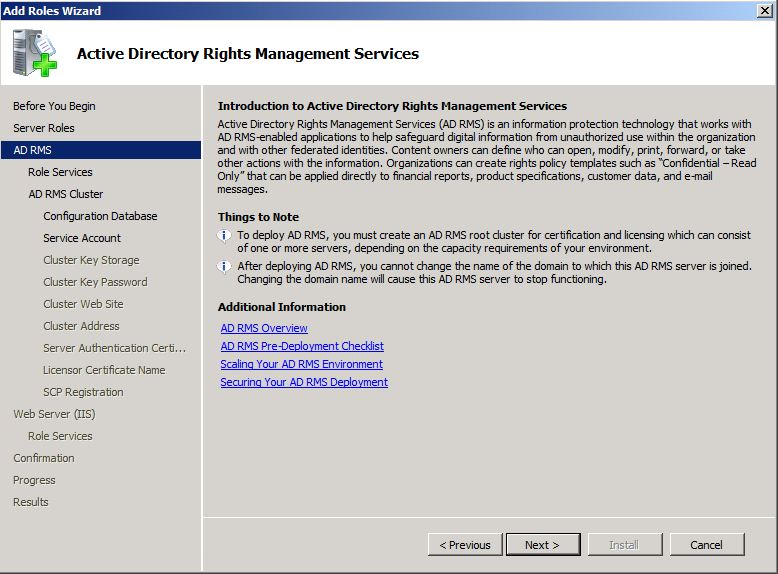 Add Roles Wizard
Active Directory Rights Management Services
Before You Begin
Server Roles
AD RMS
Role Services
AD RMS Cluster
Configuration Database
Service Account
Cluster Key Storage
Cluster Key Password
Cluster Web Site
Cluster Address
Server Authentication Certi...
Licensor Certificate Name
SCP Registration
Web Server (IIS)
Role Services
Confirmation
Progress
Results
Introduction to Active Directory Rights Management Services
Active Directory Rights Management Services (AD RMS) is an information protection technology that works with
AD RMS-enabled applications to help safeguard digital information from unauthorized use within the organization
and with other federated identities. Content owners can define who can open, modify, print, forward, or take
other actions with the information. Organizations can create rights policy templates such as “Confidential – Read
Only” that can be applied directly to financial reports, product specifications, customer data, and e-mail
messages.
Things to Note
To deploy AD RMS, you must create an AD RMS root cluster for certification and licensing which can consist
of one or more servers, depending on the capacity requirements of your environment.
After deploying AD RMS, you cannot change the name of the domain to which this AD RMS server is joined.
Changing the domain name will cause this AD RMS server to stop functioning.
Additional Information
AD RMS Overview
AD RMS Pre-Deployment Checklist
Scaling Your AD RMS Environment
Securing Your AD RMS Deployment
< Previous
Next >
Install
Cancel